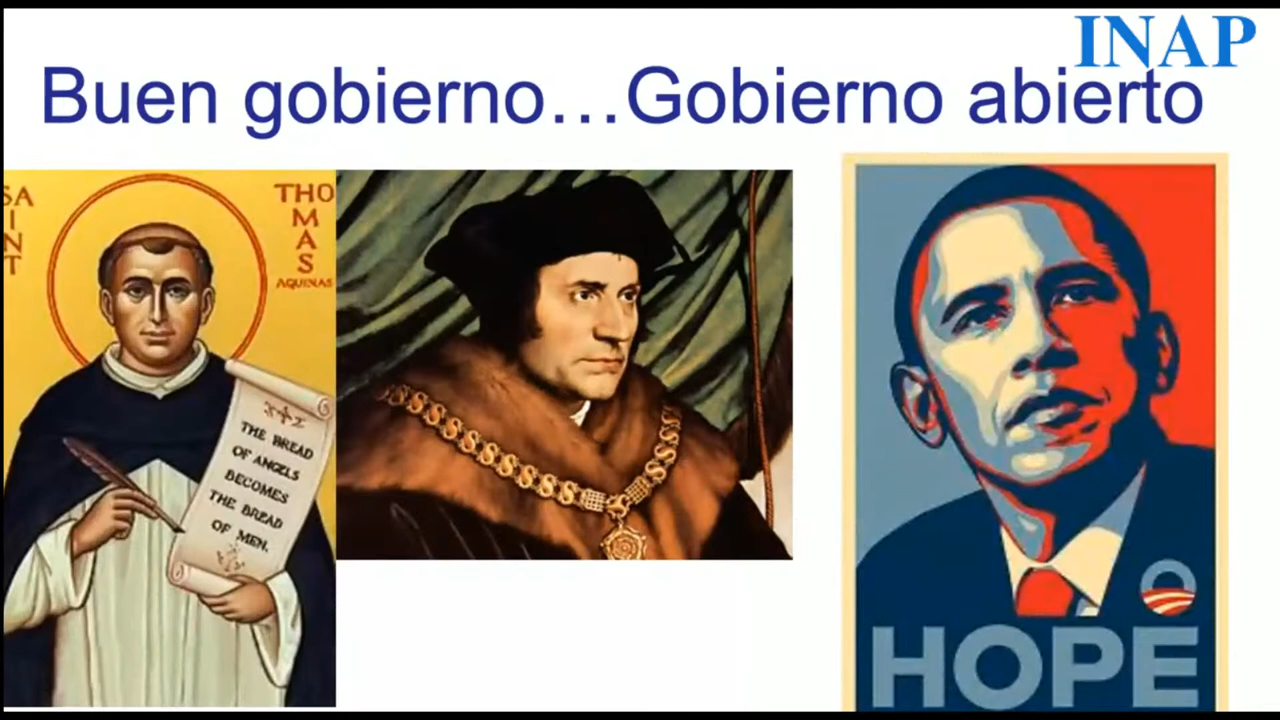 INAP
Buen gobierno...Gobierno abierto
SAINT
THOMAS
AQUINAS
THE BREAD
OF ANGELS
BECOMES
THE BREAD
OF MEN.
HOPE